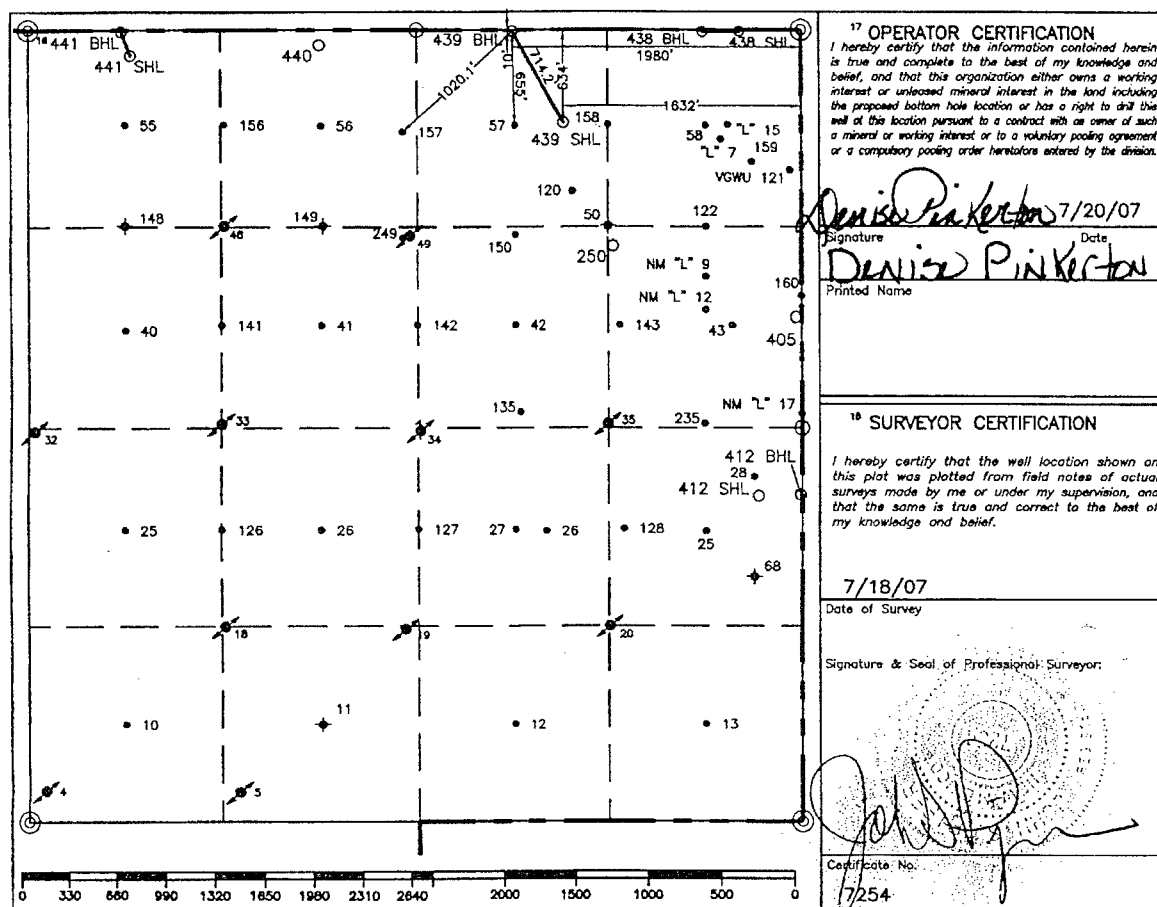 16 441 BHL
441 SHL
440
439 BHL
10'
438 BHL
438 SHL
1980'
1020.1'
655'
714.2'
634'
1632'
439 SHL
55
156
56
157
57
158
"L" 15
58
"L" 7
159
VGWU 121
120
148
48
149
249
49
150
50
122
250
NM "L" 9
160
NM "L" 12
40
141
41
142
42
143
43
405
135
NM "L" 17
32
33
34
35
235
412 BHL
28
412 SHL
25
126
26
127
27
26
128
25
68
18
19
20
10
11
12
13
4
5
0 330 660 990 1320 1650 1980 2310 2640 2000 1500 1000 500 0
17 OPERATOR CERTIFICATION
I hereby certify that the information contained herein
is true and complete to the best of my knowledge and
belief, and that this organization either owns a working
interest or unleased mineral interest in the land including
the proposed bottom hole location or has a right to drill this
well at this location pursuant to a contract with an owner of such
a mineral or working interest or to a voluntary pooling agreement
or a compulsory pooling order heretofore entered by the division.
Denise Pinkerton 7/20/07
Signature Date
Denise Pinkerton
Printed Name
18 SURVEYOR CERTIFICATION
I hereby certify that the well location shown on
this plat was plotted from field notes of actual
surveys made by me or under my supervision, and
that the same is true and correct to the best of
my knowledge and belief.
7/18/07
Date of Survey
Signature & Seal of Professional Surveyor:
Certificate No.
7254